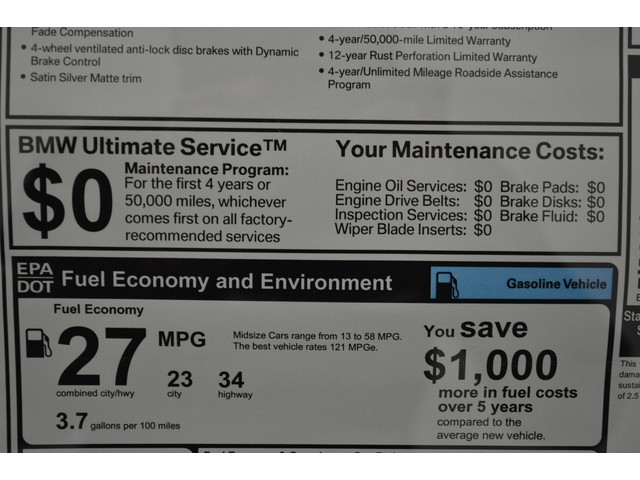 Fade Compensation
• 4-wheel ventilated anti-lock disc brakes with Dynamic
Brake Control
• Satin Silver Matte trim
• 4-year/50,000-mile Limited Warranty
• 12-year Rust Perforation Limited Warranty
• 4-year/Unlimited Mileage Roadside Assistance
Program
BMW Ultimate Service™
$0
Maintenance Program:
For the first 4 years or
50,000 miles, whichever
comes first on all factory-
recommended services
Your Maintenance Costs:
Engine Oil Services: $0 Brake Pads: $0
Engine Drive Belts: $0 Brake Disks: $0
Inspection Services: $0 Brake Fluid: $0
Wiper Blade Inserts: $0
EPA
DOT
Fuel Economy and Environment
Gasoline Vehicle
Fuel Economy
27 MPG
combined city/hwy
23
city
34
highway
3.7 gallons per 100 miles
Midsize Cars range from 13 to 58 MPG.
The best vehicle rates 121 MPGe.
You save
$1,000
more in fuel costs
over 5 years
compared to the
average new vehicle.
Sta
This
dama
sustai
of 2.5